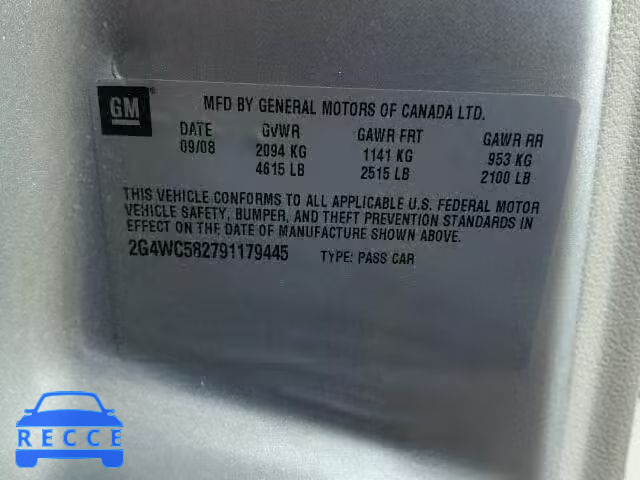 GM
MFD BY GENERAL MOTORS OF CANADA LTD.
DATE GVWR GAWR FRT GAWR RR
09/08 2094 KG 1141 KG 953 KG
4615 LB 2515 LB 2100 LB
THIS VEHICLE CONFORMS TO ALL APPLICABLE U.S. FEDERAL MOTOR
VEHICLE SAFETY, BUMPER, AND THEFT PREVENTION STANDARDS IN
EFFECT ON THE DATE OF MANUFACTURE SHOWN ABOVE.
2G4WC582791179445 TYPE: PASS CAR
RECCE